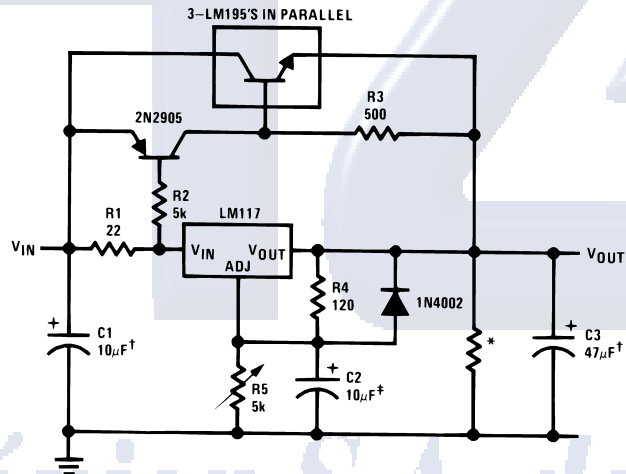 3–LM195'S IN PARALLEL
2N2905
R3
500
R2
5k
R1
22
LM117
VIN
VIN
VOUT
ADJ
VOUT
R4
120
1N4002
+
C1
10μF†
R5
5k
+
C2
10μF‡
*
+
C3
47μF†